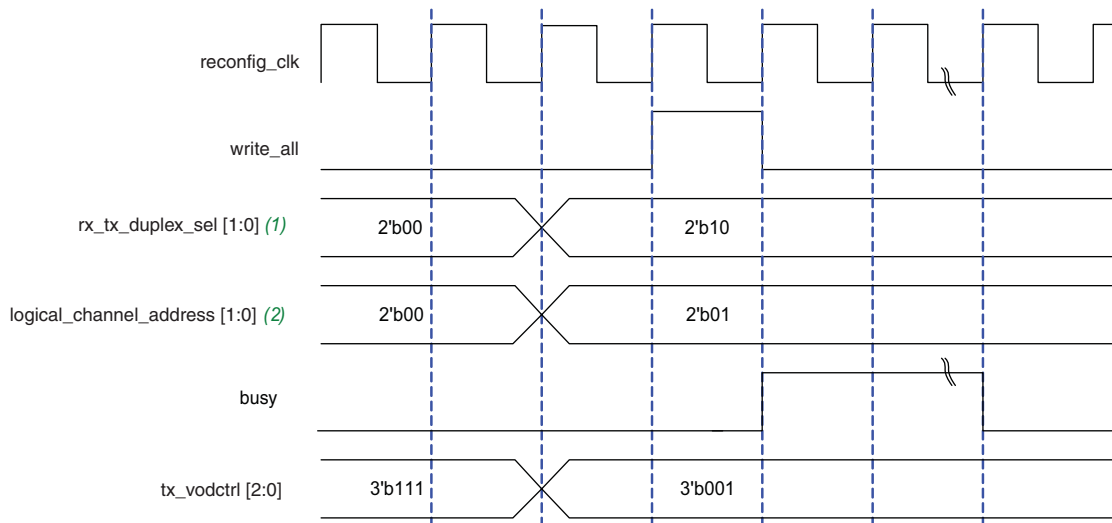 reconfig_clk
write_all
rx_tx_duplex_sel [1:0] (1) 2'b00 2'b10
logical_channel_address [1:0] (2) 2'b00 2'b01
busy
tx_vodctrl [2:0] 3'b111 3'b001